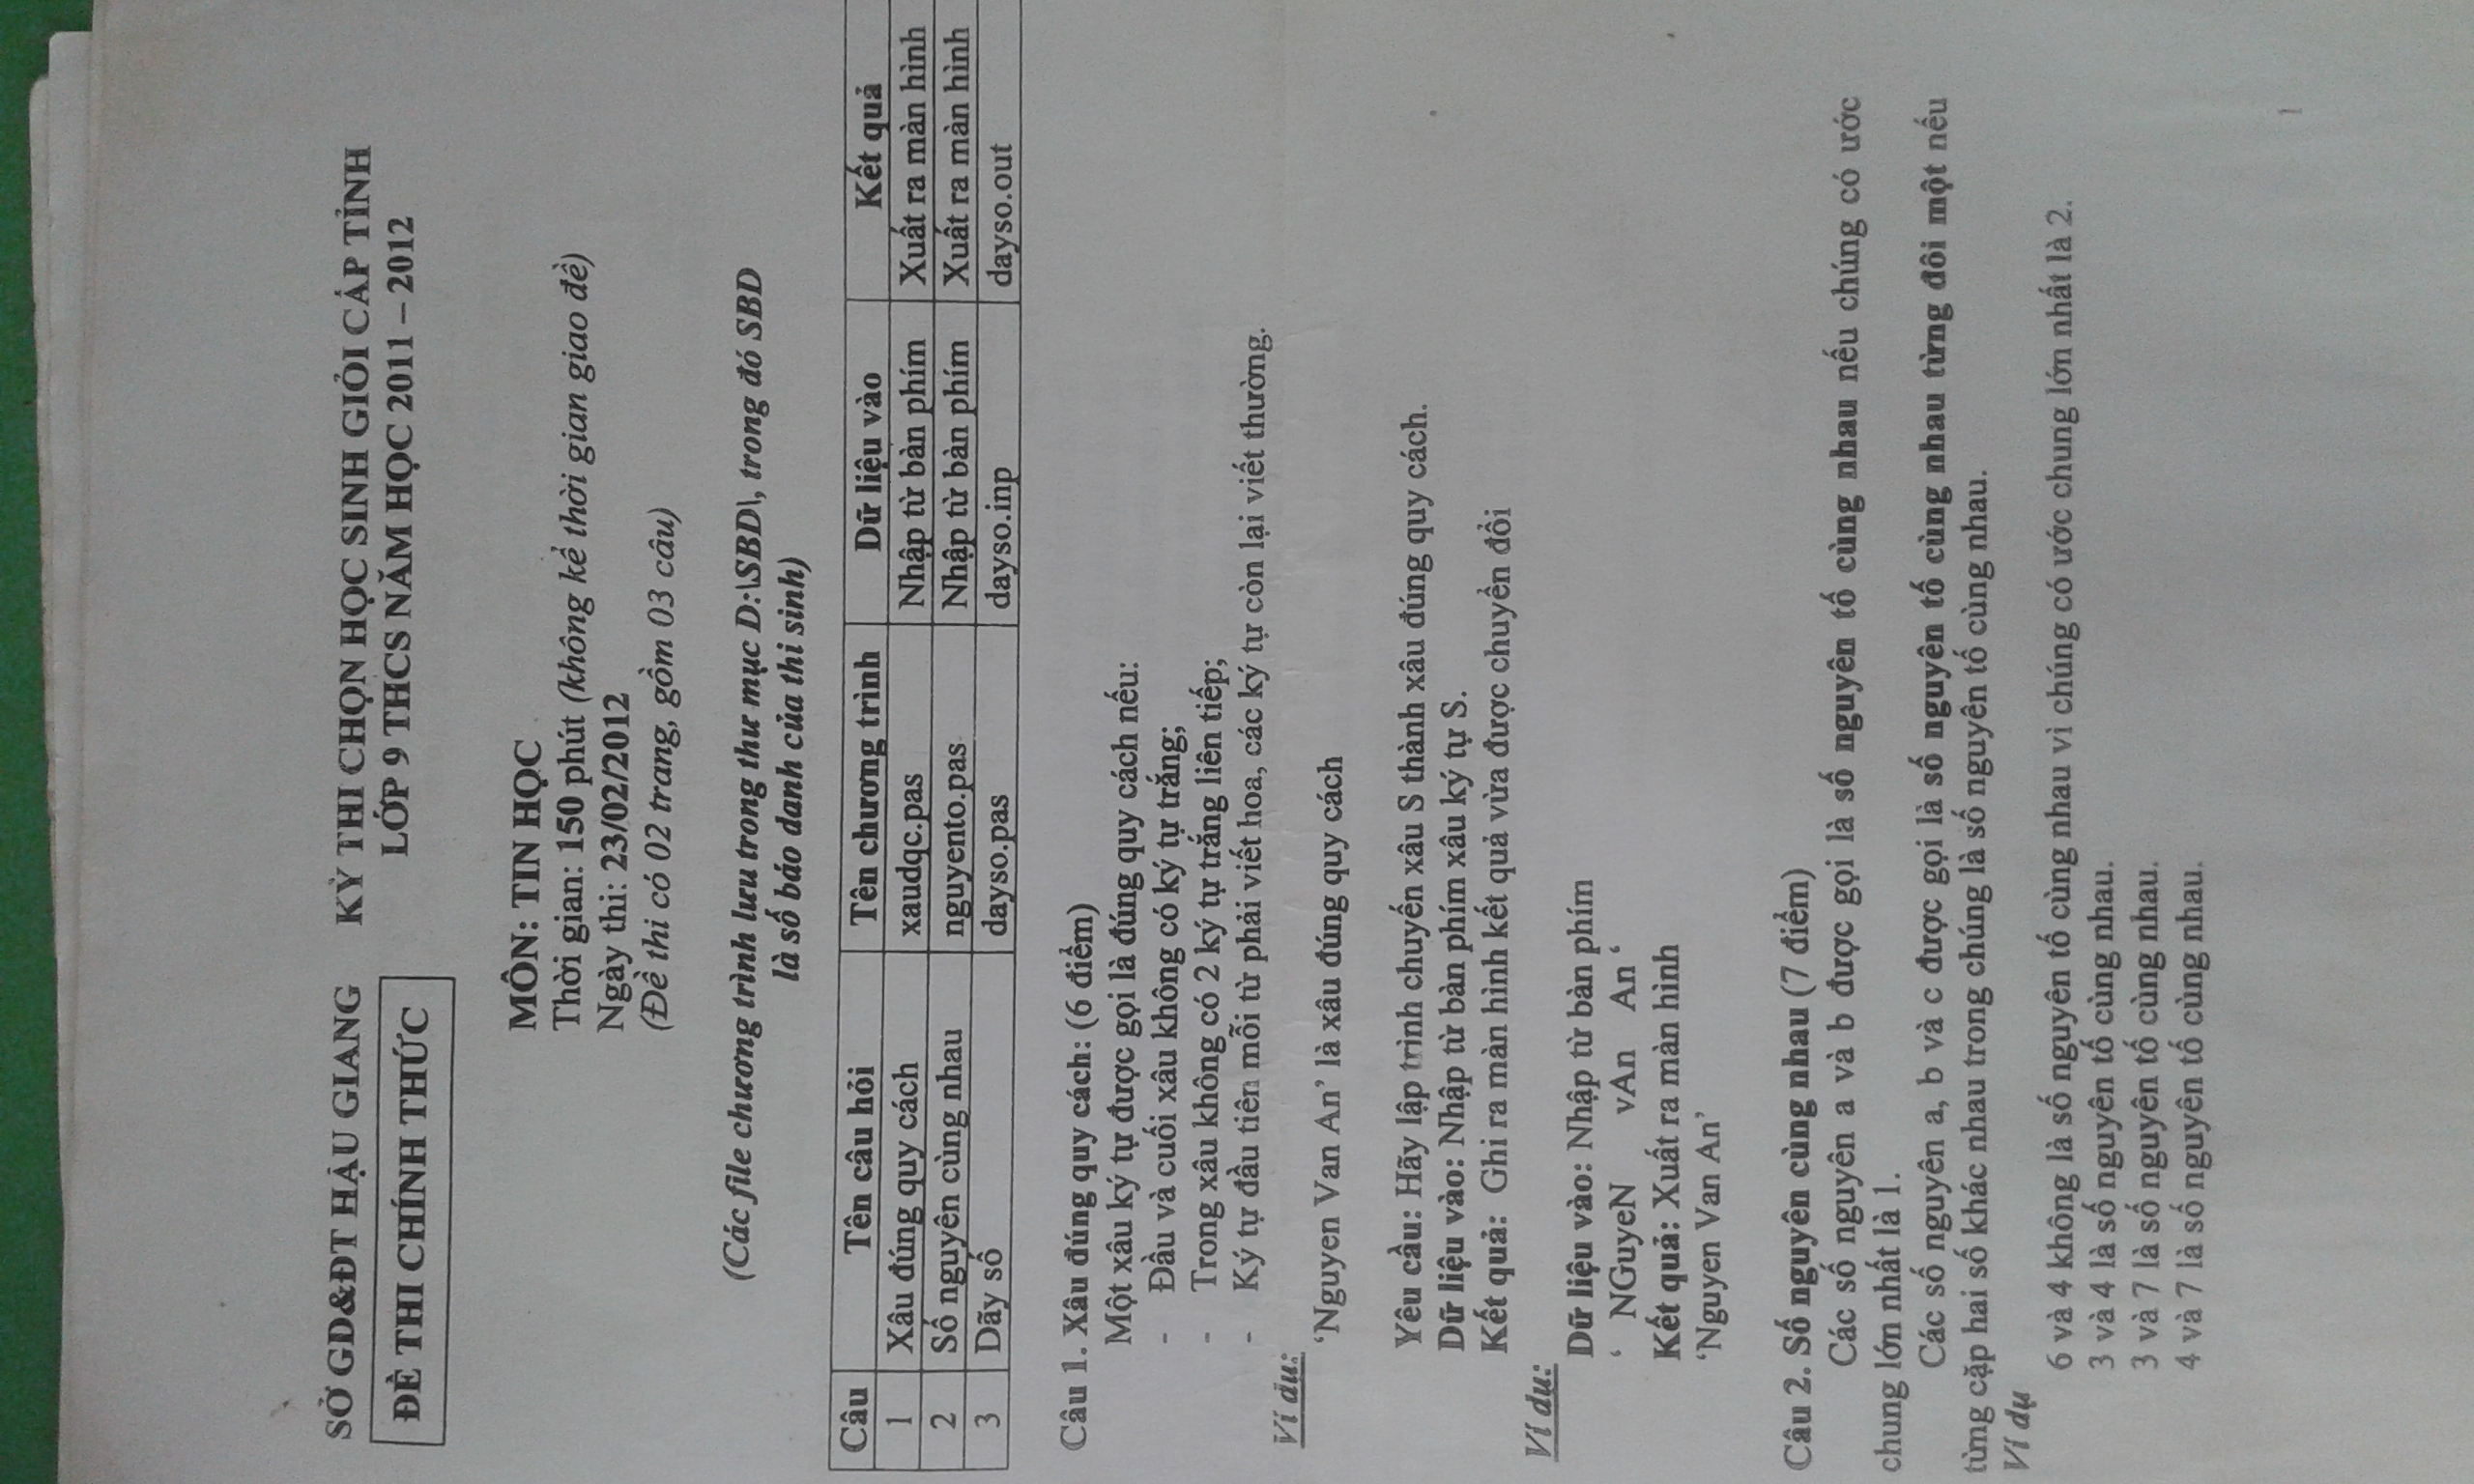 SỞ GD&ĐT HẬU GIANG KỲ THI CHỌN HỌC SINH GIỎI CẤP TỈNH
ĐỀ THI CHÍNH THỨC LỚP 9 THCS NĂM HỌC 2011 – 2012
MÔN: TIN HỌC
Thời gian: 150 phút (không kể thời gian giao đề)
Ngày thi: 23/02/2012
(Đề thi có 02 trang, gồm 03 câu)
(Các file chương trình lưu trong thư mục D:\SBD\, trong đó SBD
là số báo danh của thi sinh)
Câu Tên câu hỏi Tên chương trình Dữ liệu vào Kết quả
1 Xâu đúng quy cách xaudqc.pas Nhập từ bàn phím Xuất ra màn hình
2 Số nguyên cùng nhau nguyento.pas Nhập từ bàn phím Xuất ra màn hình
3 Dãy số dayso.pas dayso.inp dayso.out
Câu 1. Xâu đúng quy cách: (6 điểm)
Một xâu ký tự được gọi là đúng quy cách nếu:
- Đầu và cuối xâu không có ký tự trắng;
- Trong xâu không có 2 ký tự trắng liên tiếp;
- Ký tự đầu tiên mỗi từ phải viết hoa, các ký tự còn lại viết thường.
Ví dụ:
‘Nguyen Van An’ là xâu đúng quy cách
Yêu cầu: Hãy lập trình chuyển xâu S thành xâu đúng quy cách.
Dữ liệu vào: Nhập từ bàn phím xâu ký tự S.
Kết quả: Ghi ra màn hình kết quả vừa được chuyển đổi
Ví dụ:
Dữ liệu vào: Nhập từ bàn phím
‘ NGuyeN vAn An ‘
Kết quả: Xuất ra màn hình
‘Nguyen Van An’
Câu 2. Số nguyên cùng nhau (7 điểm)
Các số nguyên a và b được gọi là số nguyên tố cùng nhau nếu chúng có ước
chung lớn nhất là 1.
Các số nguyên a, b và c được gọi là số nguyên tố cùng nhau từng đôi một nếu
từng cặp hai số khác nhau trong chúng là số nguyên tố cùng nhau.
Ví dụ
6 và 4 không là số nguyên tố cùng nhau vì chúng có ước chung lớn nhất là 2.
3 và 4 là số nguyên tố cùng nhau.
3 và 7 là số nguyên tố cùng nhau.
4 và 7 là số nguyên tố cùng nhau.
1